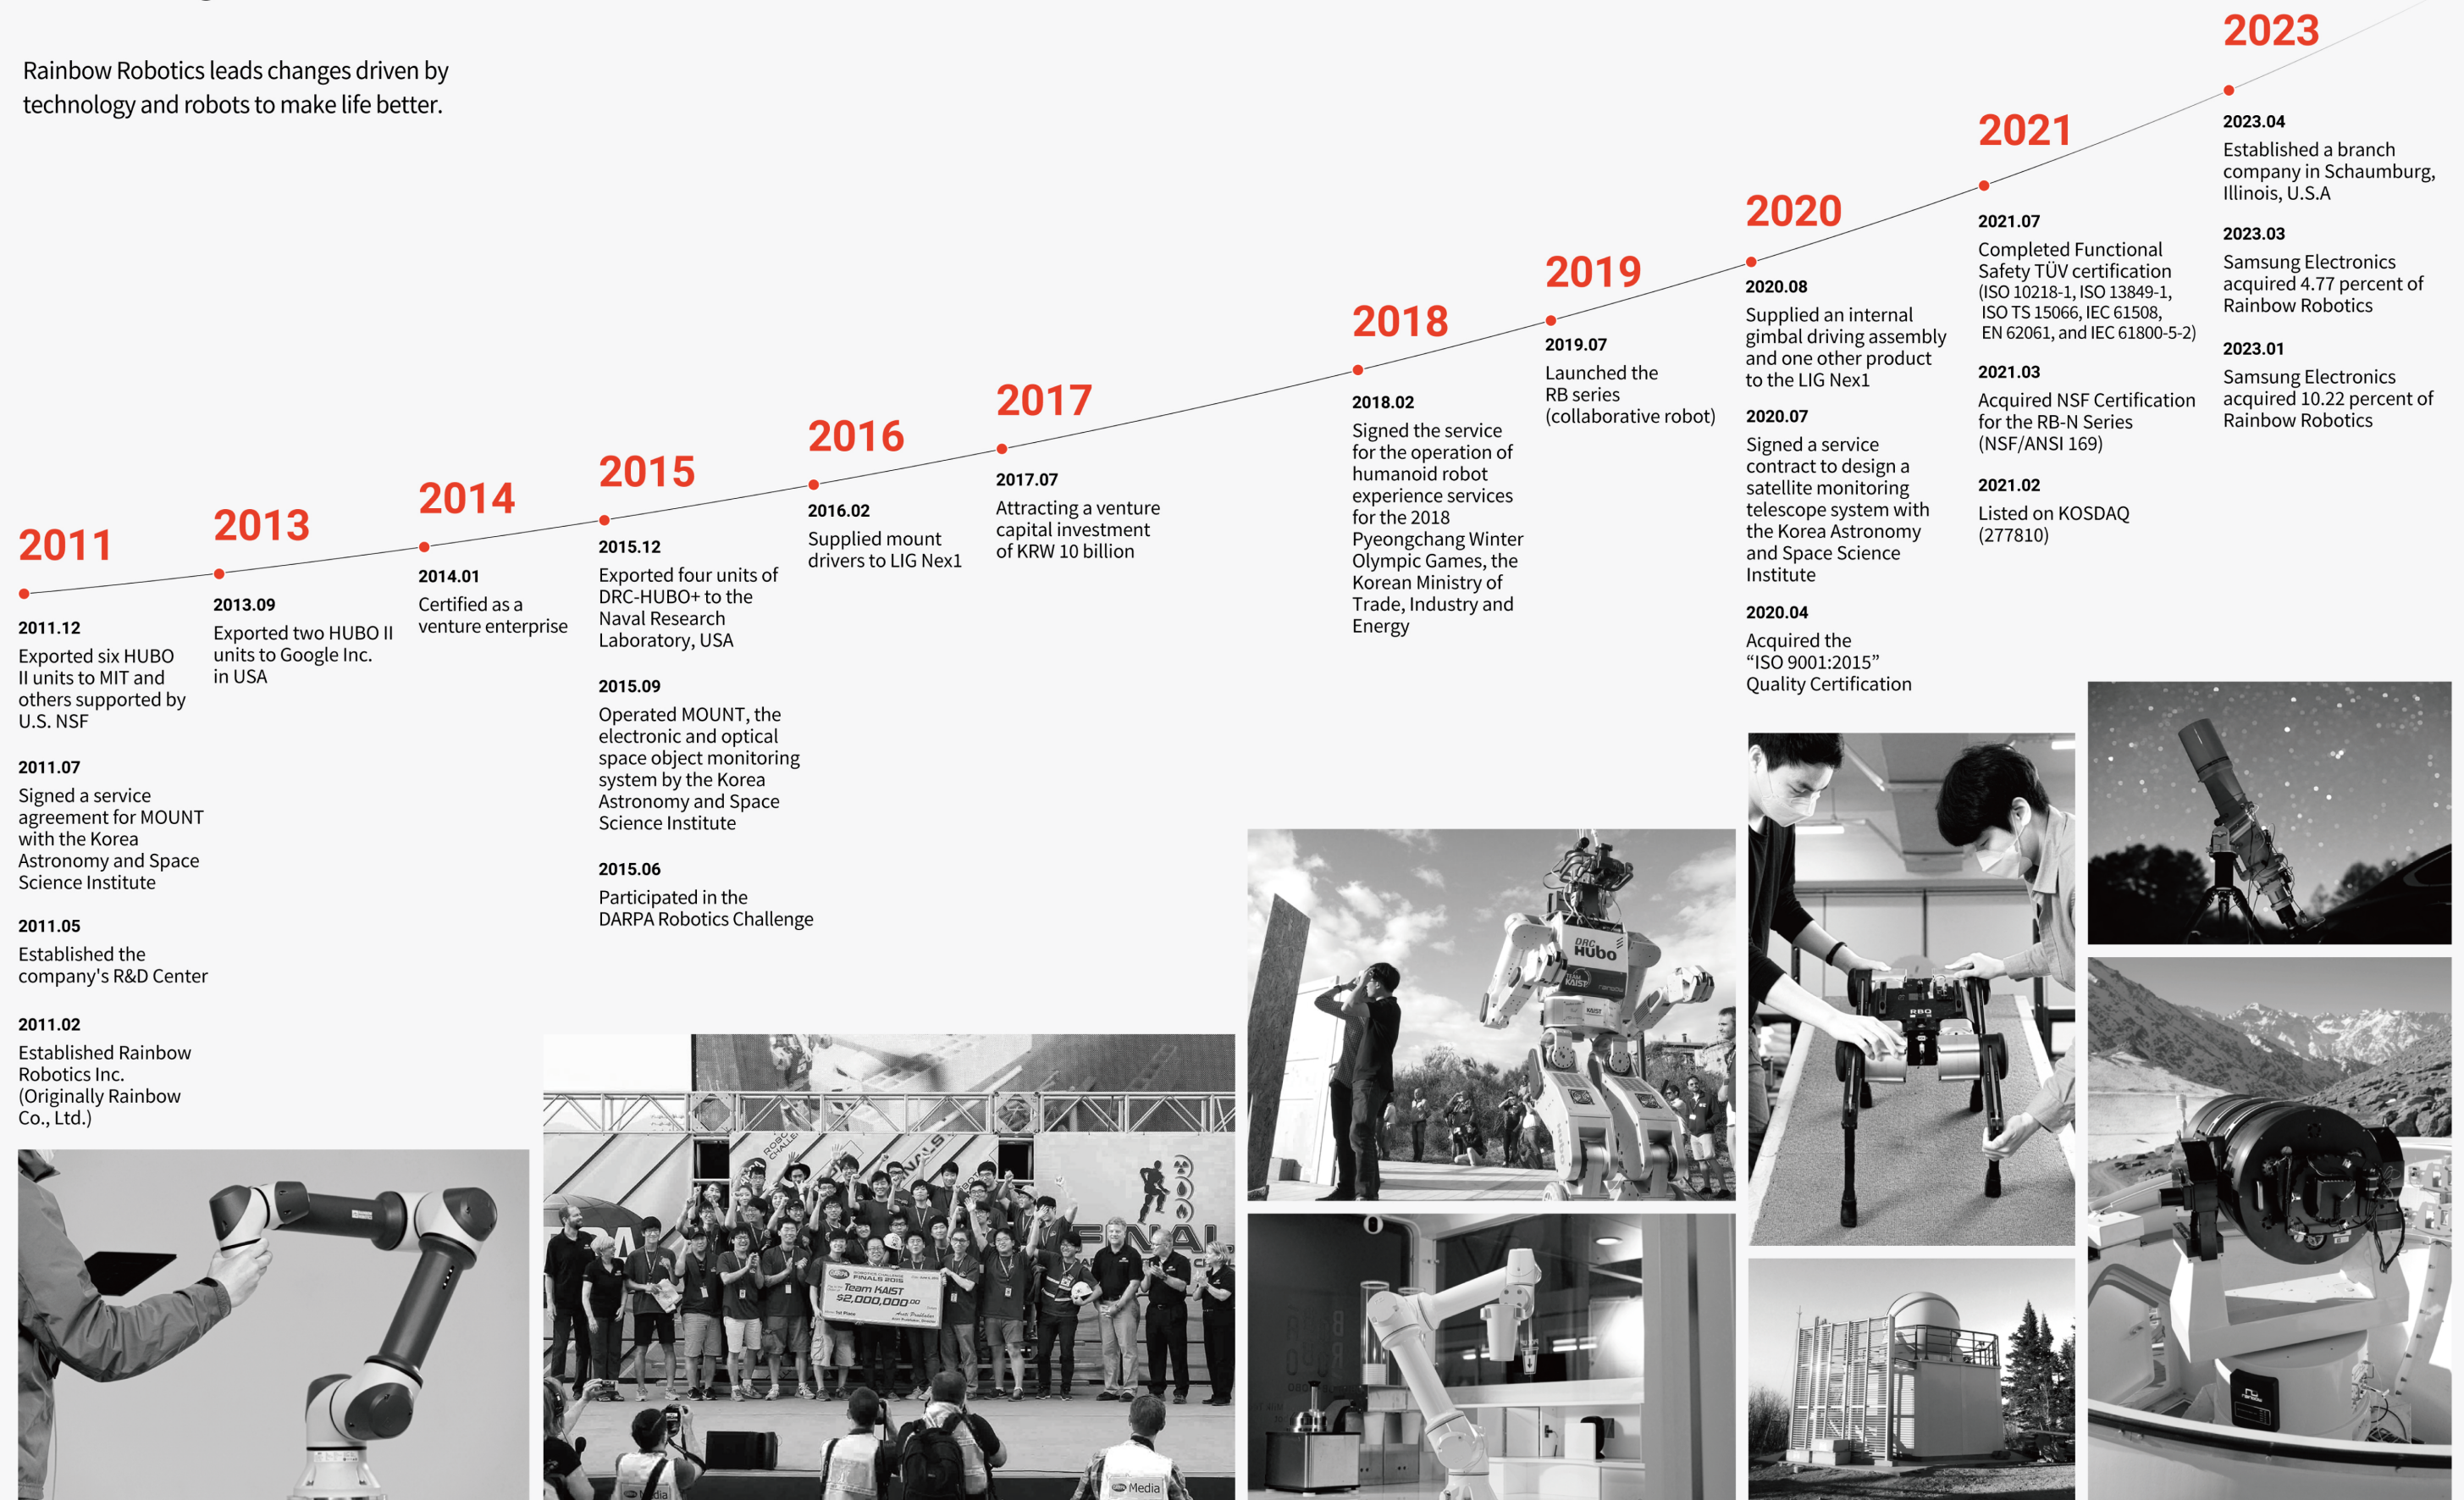 Rainbow Robotics leads changes driven by
technology and robots to make life better.
2011
2011.12
Exported six HUBO
II units to MIT and
others supported by
U.S. NSF
2011.07
Signed a service
agreement for MOUNT
with the Korea
Astronomy and Space
Science Institute
2011.05
Established the
company's R&D Center
2011.02
Established Rainbow
Robotics Inc.
(Originally Rainbow
Co., Ltd.)
2013
2013.09
Exported two HUBO II
units to Google Inc.
in USA
2014
2014.01
Certified as a
venture enterprise
2015
2015.12
Exported four units of
DRC-HUBO+ to the
Naval Research
Laboratory, USA
2015.09
Operated MOUNT, the
electronic and optical
space object monitoring
system by the Korea
Astronomy and Space
Science Institute
2015.06
Participated in the
DARPA Robotics Challenge
2016
2016.02
Supplied mount
drivers to LIG Nex1
2017
2017.07
Attracting a venture
capital investment
of KRW 10 billion
2018
2018.02
Signed the service
for the operation of
humanoid robot
experience services
for the 2018
Pyeongchang Winter
Olympic Games, the
Korean Ministry of
Trade, Industry and
Energy
2019
2019.07
Launched the
RB series
(collaborative robot)
2020
2020.08
Supplied an internal
gimbal driving assembly
and one other product
to the LIG Nex1
2020.07
Signed a service
contract to design a
satellite monitoring
telescope system with
the Korea Astronomy
and Space Science
Institute
2020.04
Acquired the
“ISO 9001:2015”
Quality Certification
2021
2021.07
Completed Functional
Safety TÜV certification
(ISO 10218-1, ISO 13849-1,
ISO TS 15066, IEC 61508,
EN 62061, and IEC 61800-5-2)
2021.03
Acquired NSF Certification
for the RB-N Series
(NSF/ANSI 169)
2021.02
Listed on KOSDAQ
(277810)
2023
2023.04
Established a branch
company in Schaumburg,
Illinois, U.S.A
2023.03
Samsung Electronics
acquired 4.77 percent of
Rainbow Robotics
2023.01
Samsung Electronics
acquired 10.22 percent of
Rainbow Robotics
FINAL
ROBOTICS CHALLENGE
FINALS 2015
Team KAIST
$2,000,000.00
1st Place
Media
DRC
HUBO
TEAM
KAIST
rainbow
KAIST
RBQ